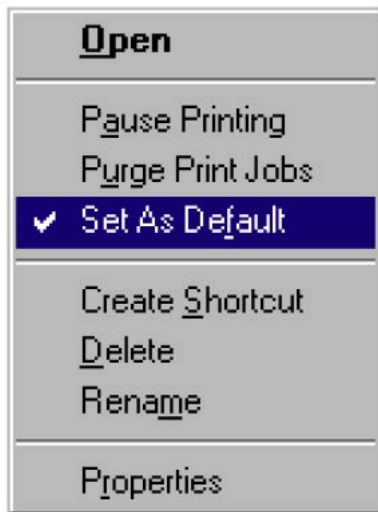 Open
Pause Printing
Purge Print Jobs
Set As Default
Create Shortcut
Delete
Rename
Properties